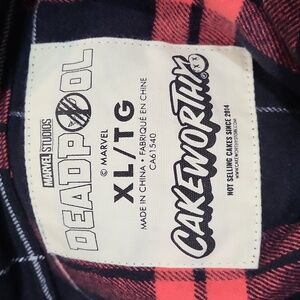 MARVEL STUDIOS
DEADPOOL
© MARVEL
XL/TG
MADE IN CHINA • FABRIQUÉ EN CHINE
CA61540
CAKEWORTHY
NOT SELLING CAKES SINCE 2014